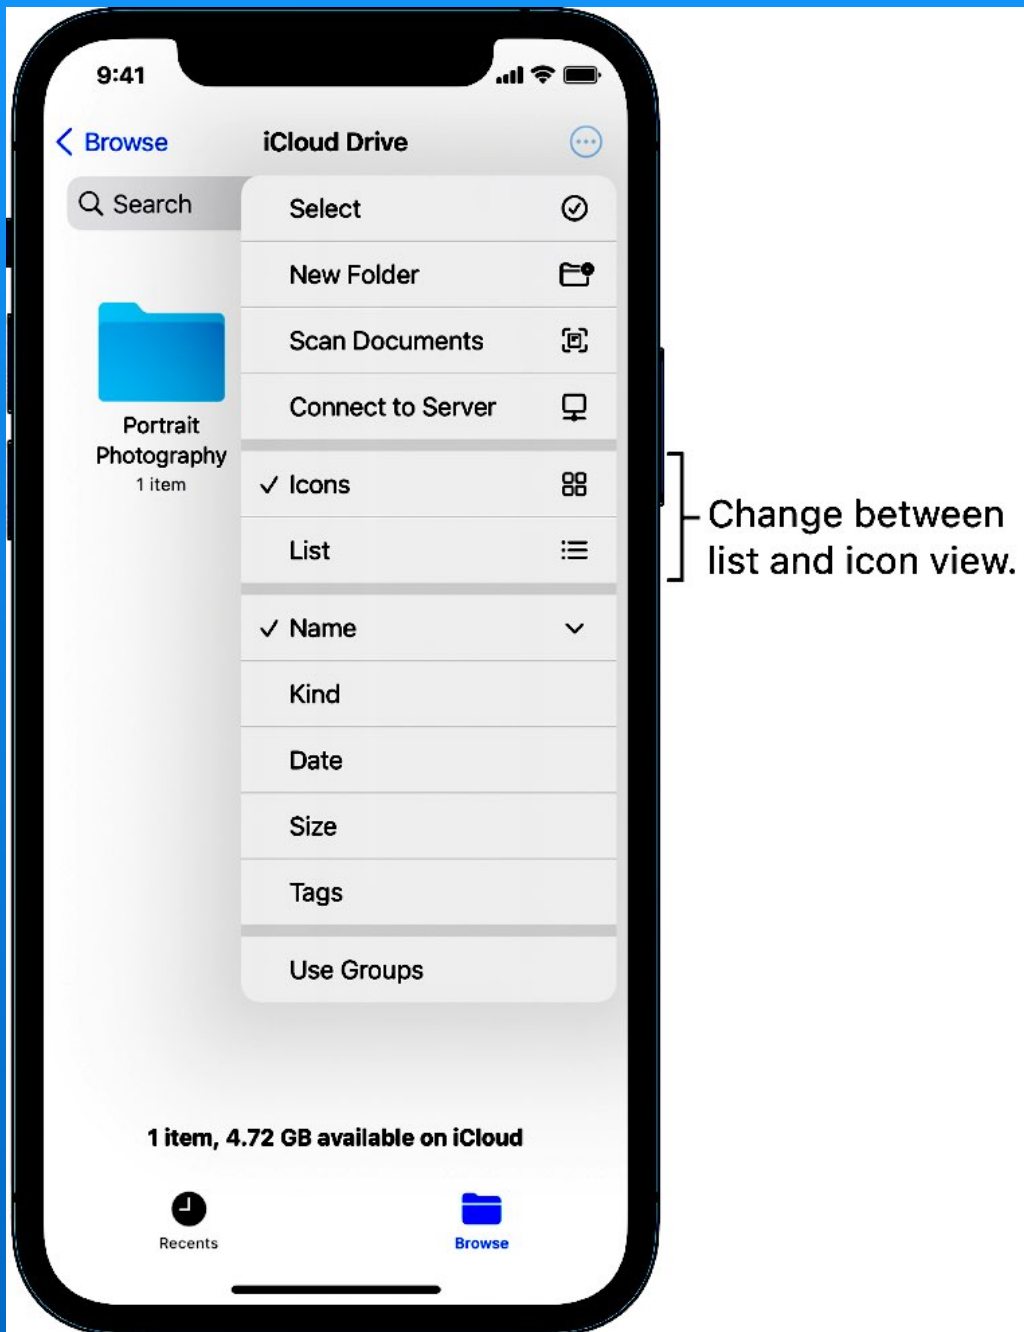 9:41
Browse
iCloud Drive
Search
Select
New Folder
Scan Documents
Connect to Server
Portrait
Photography
1 item
Icons
List
Change between
list and icon view.
Name
Kind
Date
Size
Tags
Use Groups
1 item, 4.72 GB available on iCloud
Recents
Browse